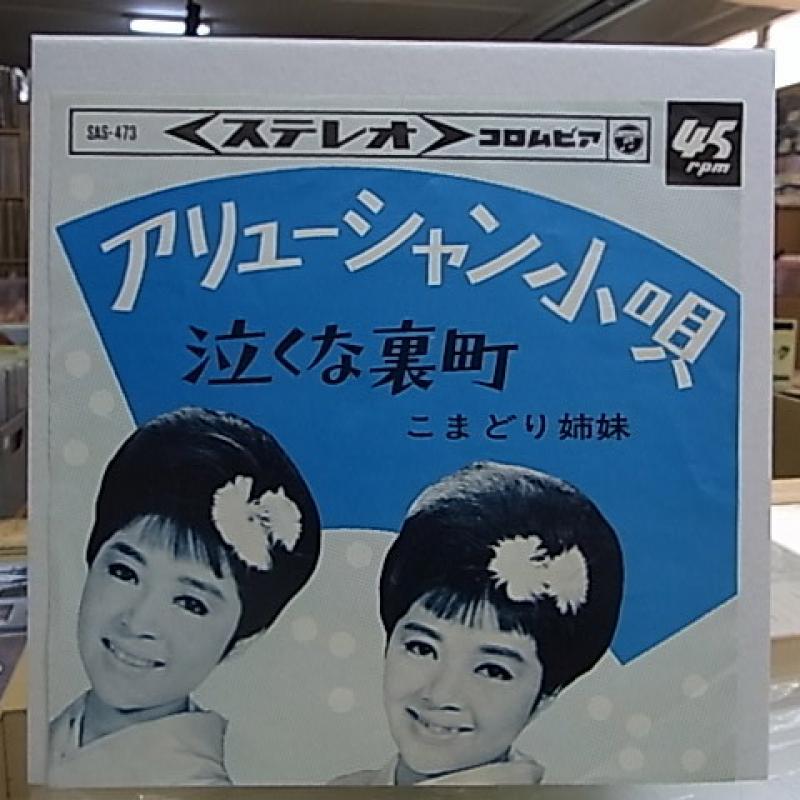 SAS-473 <ステレオ> コロムビア
45 rpm
アリューシャン小唄
泣くな裏町
こまどり姉妹